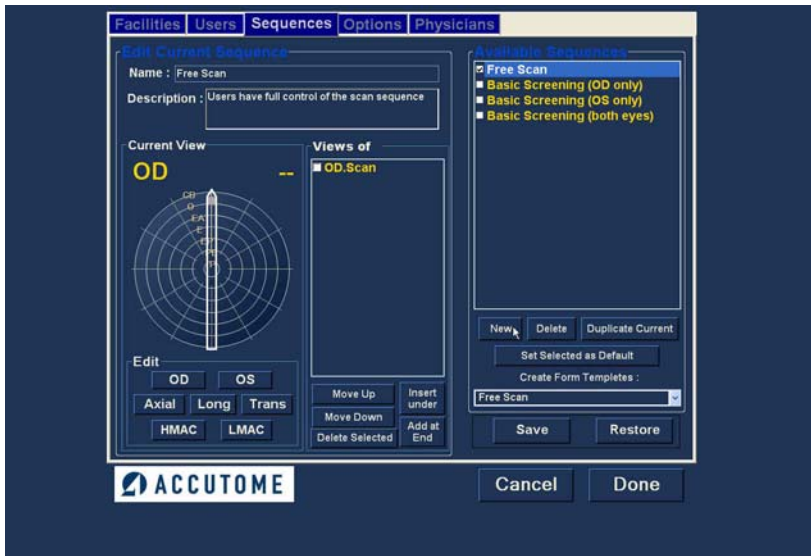 Facilities Users Sequences Options Physicians
Edit Current Sequence
Name : Free Scan
Description : Users have full control of the scan sequence
Current View
OD --
CB
O
EA
E
EP
PE
P
Edit
OD OS
Axial Long Trans
HMAC LMAC
Views of
OD.Scan
Move Up
Move Down
Delete Selected
Insert
under
Add at
End
Available Sequences
Free Scan
Basic Screening (OD only)
Basic Screening (OS only)
Basic Screening (both eyes)
New Delete Duplicate Current
Set Selected as Default
Create Form Templetes :
Free Scan
Save Restore
ACCUTOME
Cancel Done